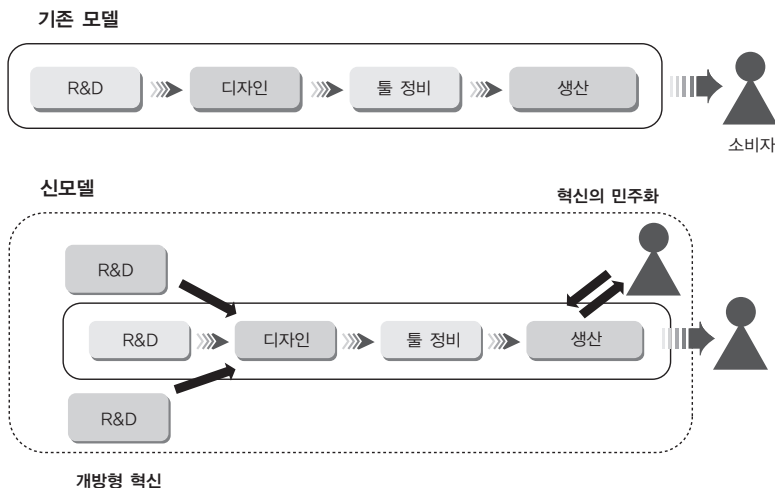 기존 모델
R&D
디자인
툴 정비
생산
소비자
신모델
혁신의 민주화
R&D
R&D
디자인
툴 정비
생산
R&D
개방형 혁신